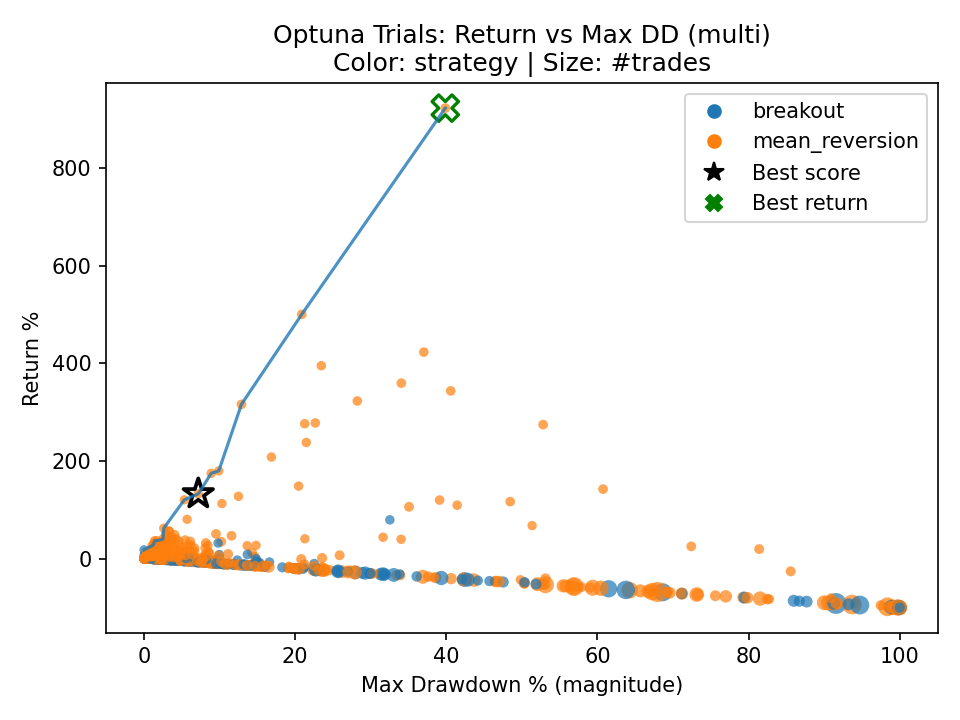 Optuna Trials: Return vs Max DD (multi)
Color: strategy | Size: #trades
breakout
mean_reversion
Best score
Best return
Return %
800
600
400
200
0
0 20 40 60 80 100
Max Drawdown % (magnitude)